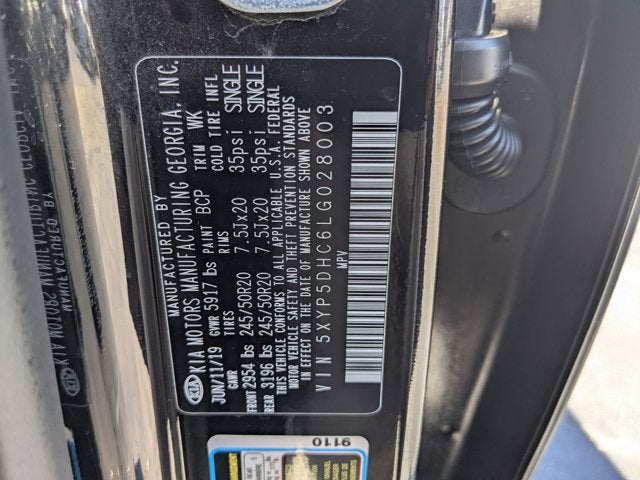 MANUFACTURED BY
KIA KIA MOTORS MANUFACTURING GEORGIA, INC.
JUN/11/19 GVWR 5917 lbs PAINT BCP TRIM WK
GAWR TIRES RIMS COLD TIRE INFL
FRONT 2954 lbs 245/50R20 7.5Jx20 35psi SINGLE
REAR 3196 lbs 245/50R20 7.5Jx20 35psi SINGLE
THIS VEHICLE CONFORMS TO ALL APPLICABLE U.S.A. FEDERAL
MOTOR VEHICLE SAFETY AND THEFT PREVENTION STANDARDS
IN EFFECT ON THE DATE OF MANUFACTURE SHOWN ABOVE
VIN 5XYP5DHC6LG028003
MPV
9110